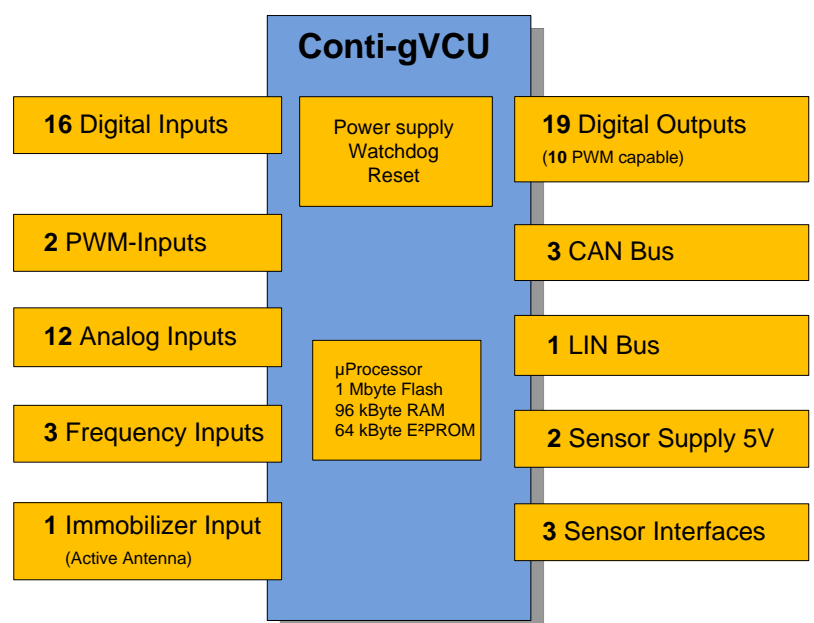 Conti-gVCU
16 Digital Inputs
2 PWM-Inputs
12 Analog Inputs
3 Frequency Inputs
1 Immobilizer Input
(Active Antenna)
Power supply
Watchdog
Reset
µProcessor
1 Mbyte Flash
96 kByte RAM
64 kByte E²PROM
19 Digital Outputs
(10 PWM capable)
3 CAN Bus
1 LIN Bus
2 Sensor Supply 5V
3 Sensor Interfaces